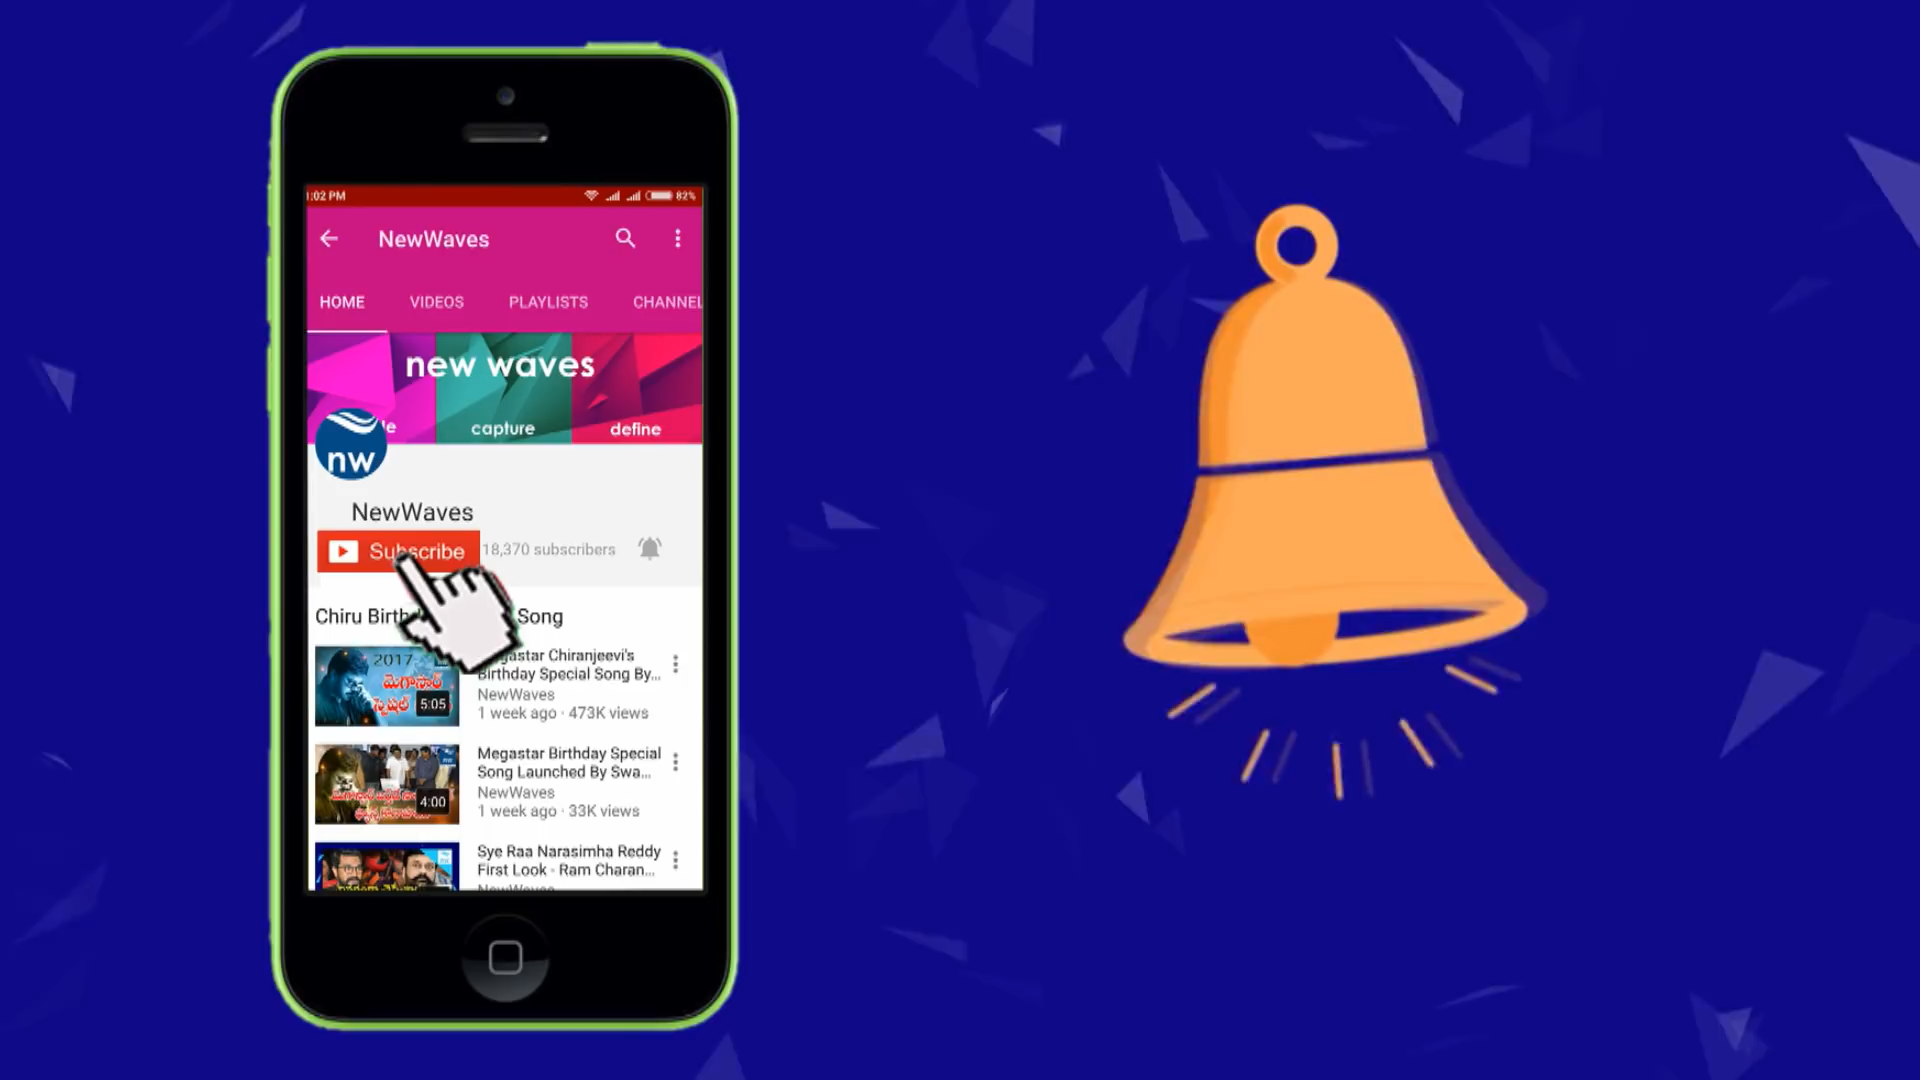 1:02 PM 82%
NewWaves
HOME VIDEOS PLAYLISTS CHANNEL
new waves
capture define
nw
NewWaves
Subscribe 18,370 subscribers
Chiru Birth Song
2017
మెగాస్టార్
స్పెషల్
5:05
Chiranjeevi's
Birthday Special Song By...
NewWaves
1 week ago · 473K views
4:00
Megastar Birthday Special
Song Launched By Swa...
NewWaves
1 week ago · 33K views
Sye Raa Narasimha Reddy
First Look - Ram Charan...
NewWaves